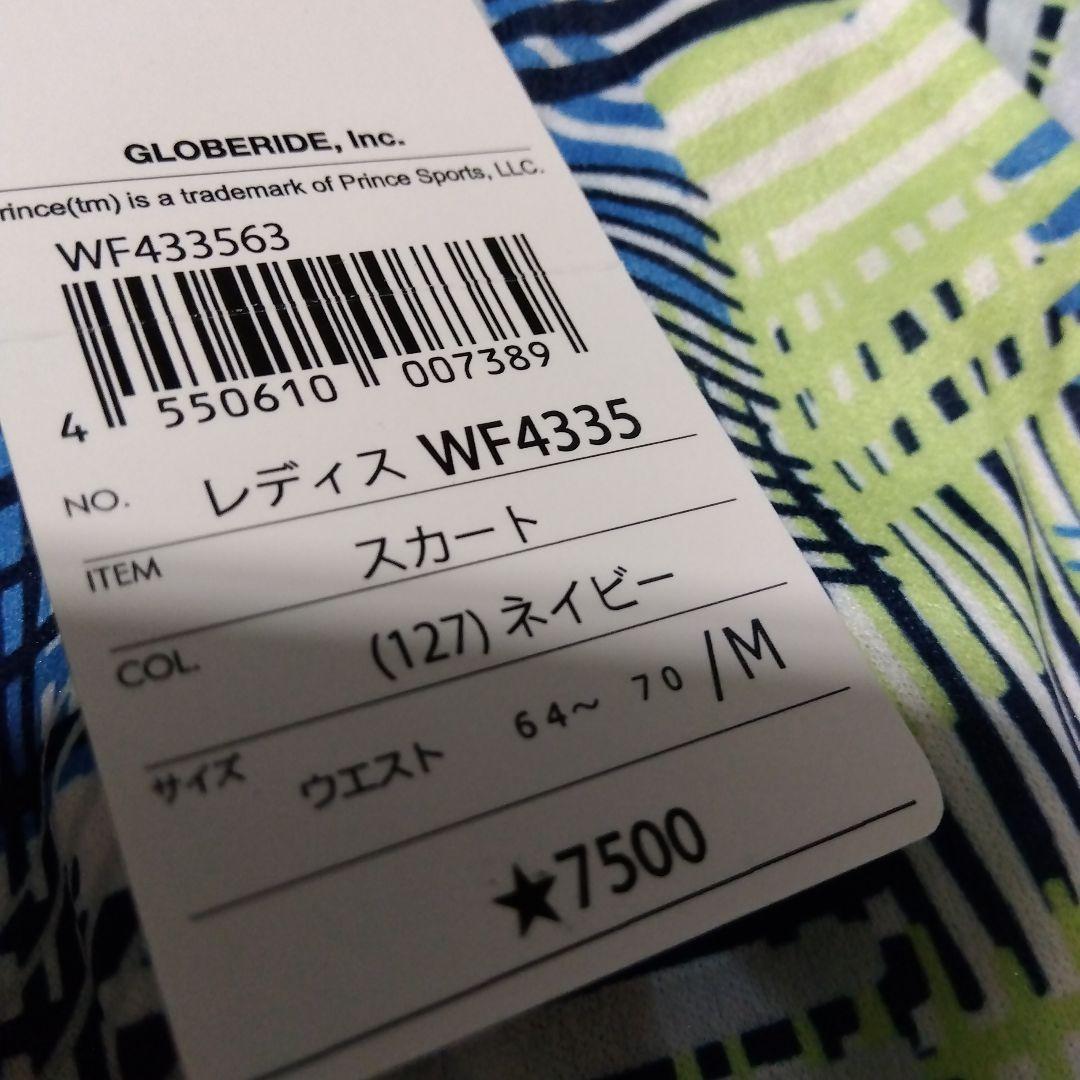 GLOBERIDE, Inc.
rince(tm) is a trademark of Prince Sports, LLC.
WF433563
4 550610 007389
NO. レディス WF4335
ITEM スカート
COL. (127) ネイビー
サイズ ウエスト 64～ 70 /M
★7500